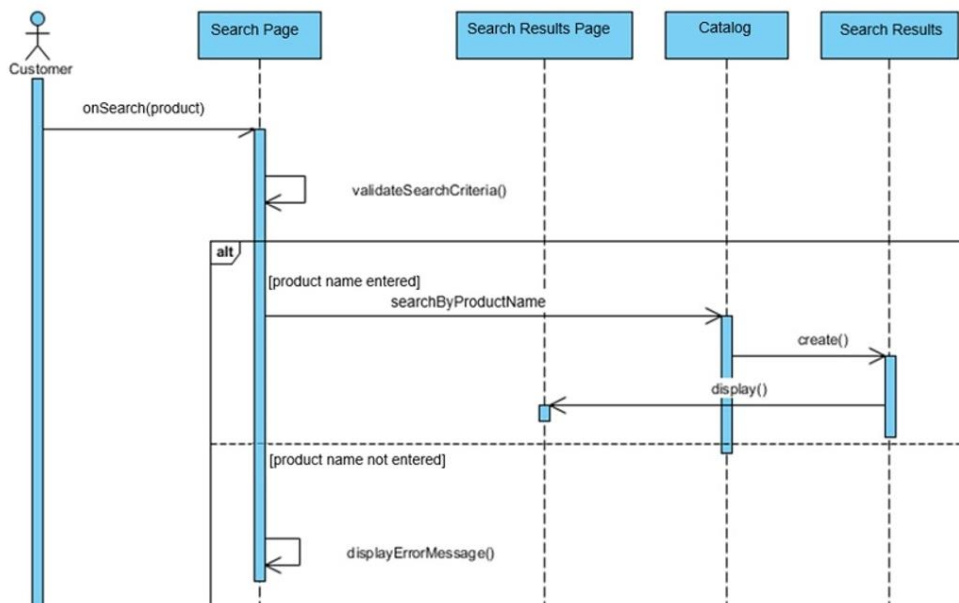 Search Page
Search Results Page
Catalog
Search Results
Customer
onSearch(product)
validateSearchCriteria()
alt
[product name entered]
searchByProductName
create()
display()
[product name not entered]
displayErrorMessage()